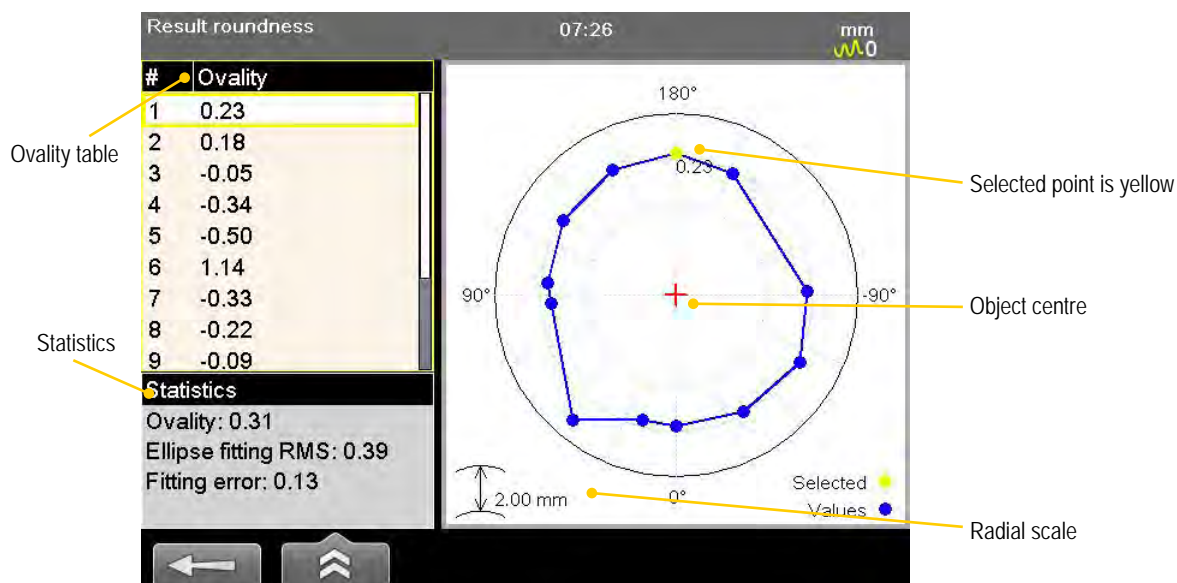 Result roundness 07:26 mm
0
# Ovality
1 0.23
2 0.18
3 -0.05
4 -0.34
5 -0.50
6 1.14
7 -0.33
8 -0.22
9 -0.09
Statistics
Ovality: 0.31
Ellipse fitting RMS: 0.39
Fitting error: 0.13
180°
0.23
90°
-90°
0°
2.00 mm
Selected
Values
Ovality table
Statistics
Selected point is yellow
Object centre
Radial scale